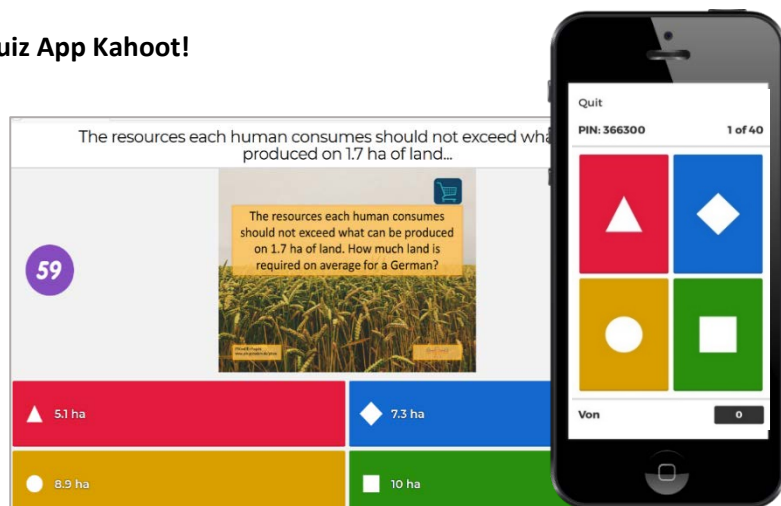 uiz App Kahoot!
The resources each human consumes should not exceed wha
produced on 1.7 ha of land...
The resources each human consumes
should not exceed what can be produced
on 1.7 ha of land. How much land is
required on average for a German?
59
5.1 ha
7.3 ha
8.9 ha
10 ha
Quit
PIN: 366300 1 of 40
Von 0